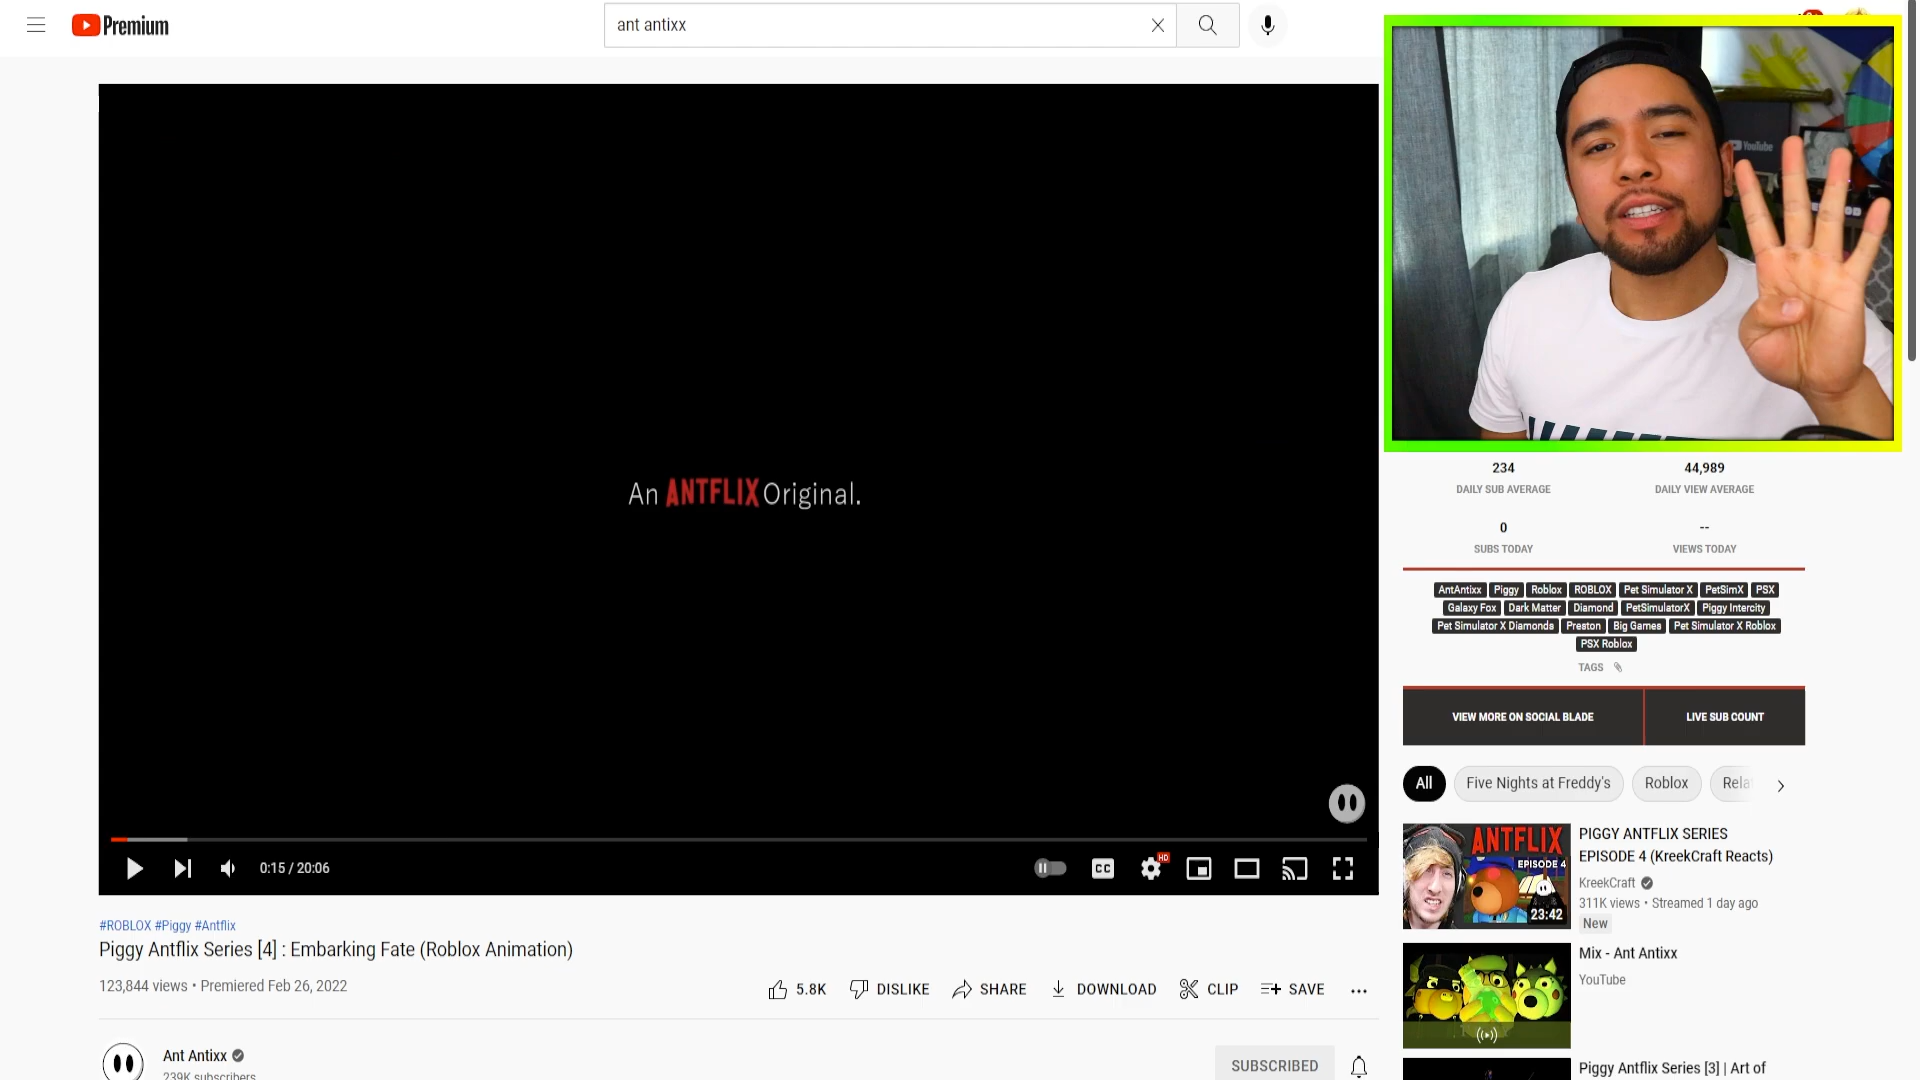 Premium
ant antixx
YouTube
An ANTFLIX Original.
0:15 / 20:06
CC
HD
#ROBLOX #Piggy #Antflix
Piggy Antflix Series [4] : Embarking Fate (Roblox Animation)
123,844 views • Premiered Feb 26, 2022
5.8K
DISLIKE
SHARE
DOWNLOAD
CLIP
SAVE
Ant Antixx
239K subscribers
SUBSCRIBED
234
44,989
DAILY SUB AVERAGE
DAILY VIEW AVERAGE
0
--
SUBS TODAY
VIEWS TODAY
AntAntixx Piggy Roblox ROBLOX Pet Simulator X PetSimX PSX
Galaxy Fox Dark Matter Diamond PetSimulatorX Piggy Intercity
Pet Simulator X Diamonds Preston Big Games Pet Simulator X Roblox
PSX Roblox
TAGS
VIEW MORE ON SOCIAL BLADE
LIVE SUB COUNT
All
Five Nights at Freddy's
Roblox
Rela
ANTFLIX
EPISODE 4
23:42
PIGGY ANTFLIX SERIES
EPISODE 4 (KreekCraft Reacts)
KreekCraft
311K views • Streamed 1 day ago
New
Mix - Ant Antixx
YouTube
Piggy Antflix Series [3] | Art of